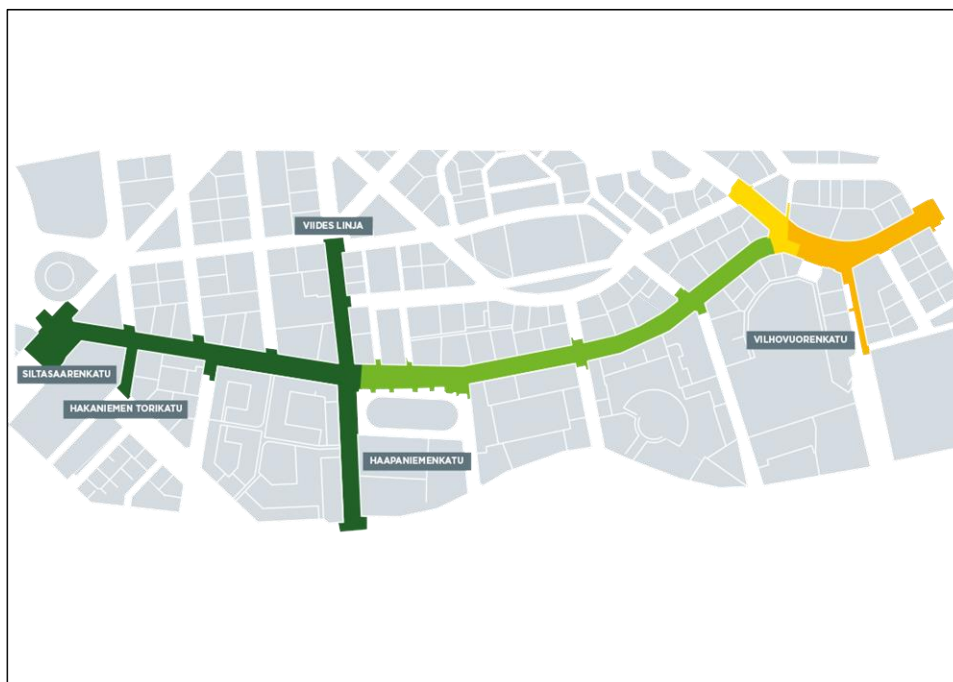 VIIDES LINJA
VILHOVUORENKATU
SILTASAARENKATU
HAKANIEMEN TORIKATU
HAAPANIEMENKATU